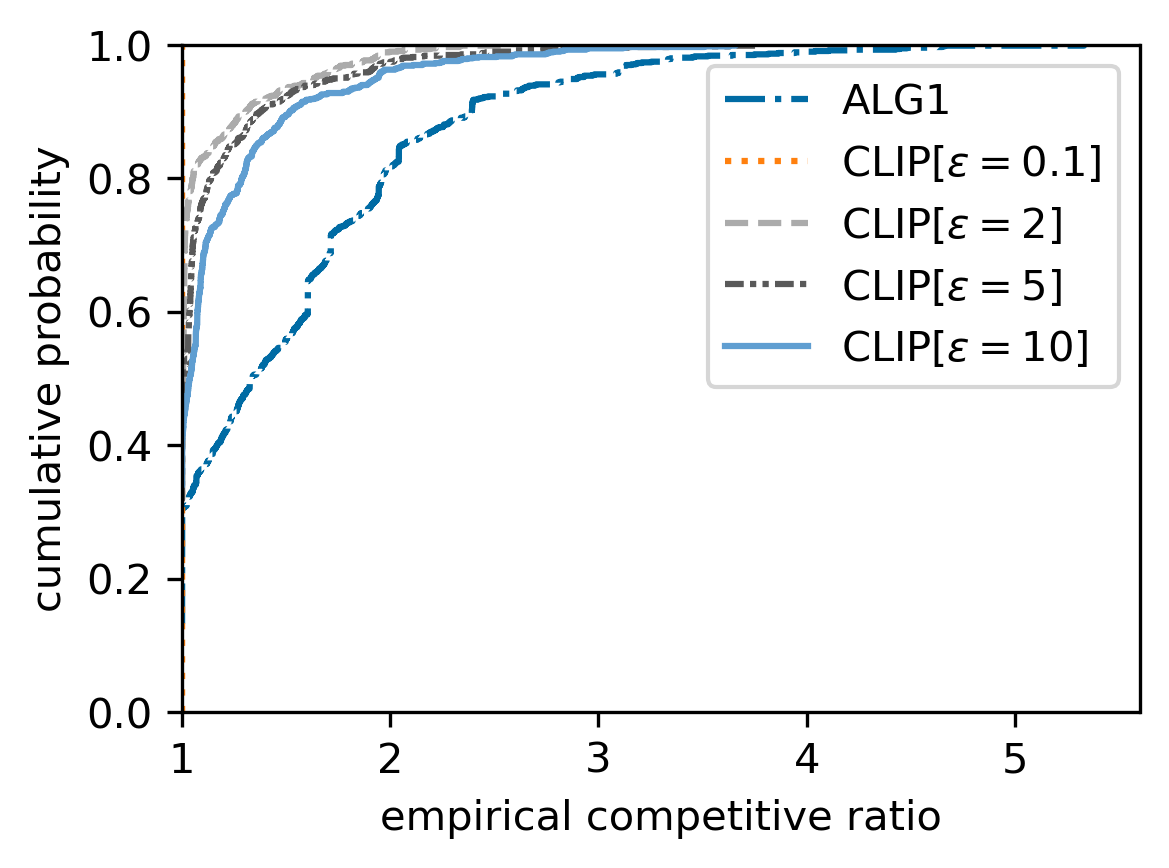 1.0
0.8
0.6
0.4
0.2
0.0
cumulative probability
1 2 3 4 5
empirical competitive ratio
ALG1
CLIP[ε = 0.1]
CLIP[ε = 2]
CLIP[ε = 5]
CLIP[ε = 10]